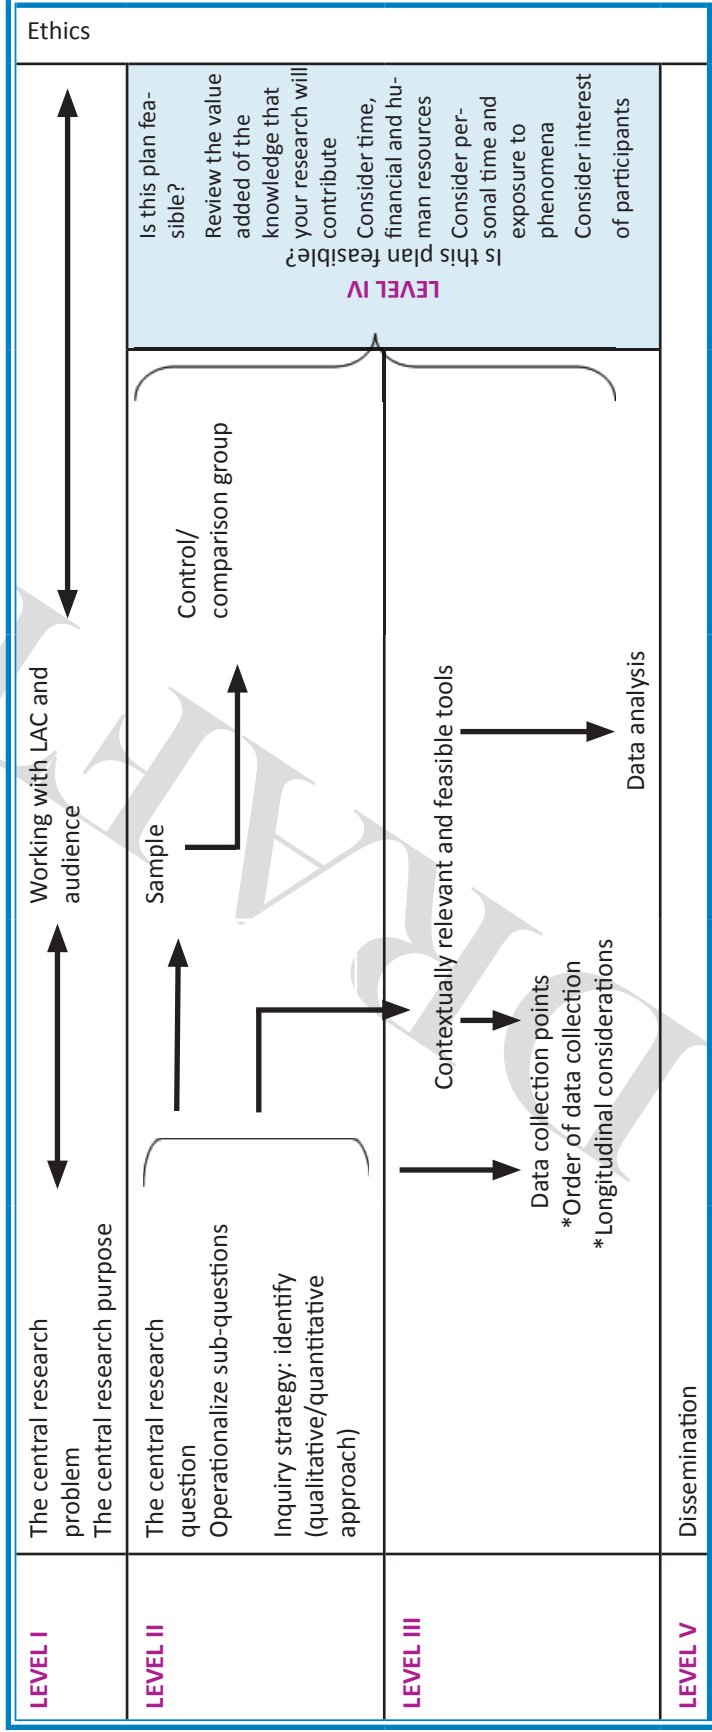 LEVEL I
The central research
problem
The central research purpose
Working with LAC and
audience
Ethics
LEVEL II
The central research
question
Operationalize sub-questions
Inquiry strategy: identify
(qualitative/quantitative
approach)
Sample
Control/
comparison group
LEVEL III
Contextually relevant and feasible tools
Data collection points
*Order of data collection
*Longitudinal considerations
Data analysis
LEVEL IV
Is this plan feasible?
Is this plan fea-
sible?
Review the value
added of the
knowledge that
your research will
contribute
Consider time,
financial and hu-
man resources
Consider per-
sonal time and
exposure to
phenomena
Consider interest
of participants
LEVEL V
Dissemination
DRAF